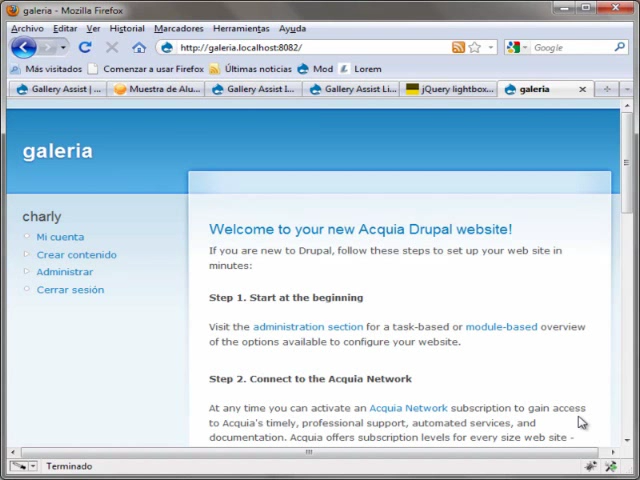 galeria - Mozilla Firefox
Archivo Editar Ver Historial Marcadores Herramientas Ayuda
http://galeria.localhost:8082/
Google
Más visitados Comenzar a usar Firefox Últimas noticias Mod Lorem
Gallery Assist | ... Muestra de Alu... Gallery Assist I... Gallery Assist Li... jQuery lightbox... galeria
galeria
charly
Mi cuenta
Crear contenido
Administrar
Cerrar sesión
Welcome to your new Acquia Drupal website!
If you are new to Drupal, follow these steps to set up your web site in
minutes:
Step 1. Start at the beginning
Visit the administration section for a task-based or module-based overview
of the options available to configure your website.
Step 2. Connect to the Acquia Network
At any time you can activate an Acquia Network subscription to gain access
to Acquia's timely, professional support, automated services, and
documentation. Acquia offers subscription levels for every size web site -
Terminado